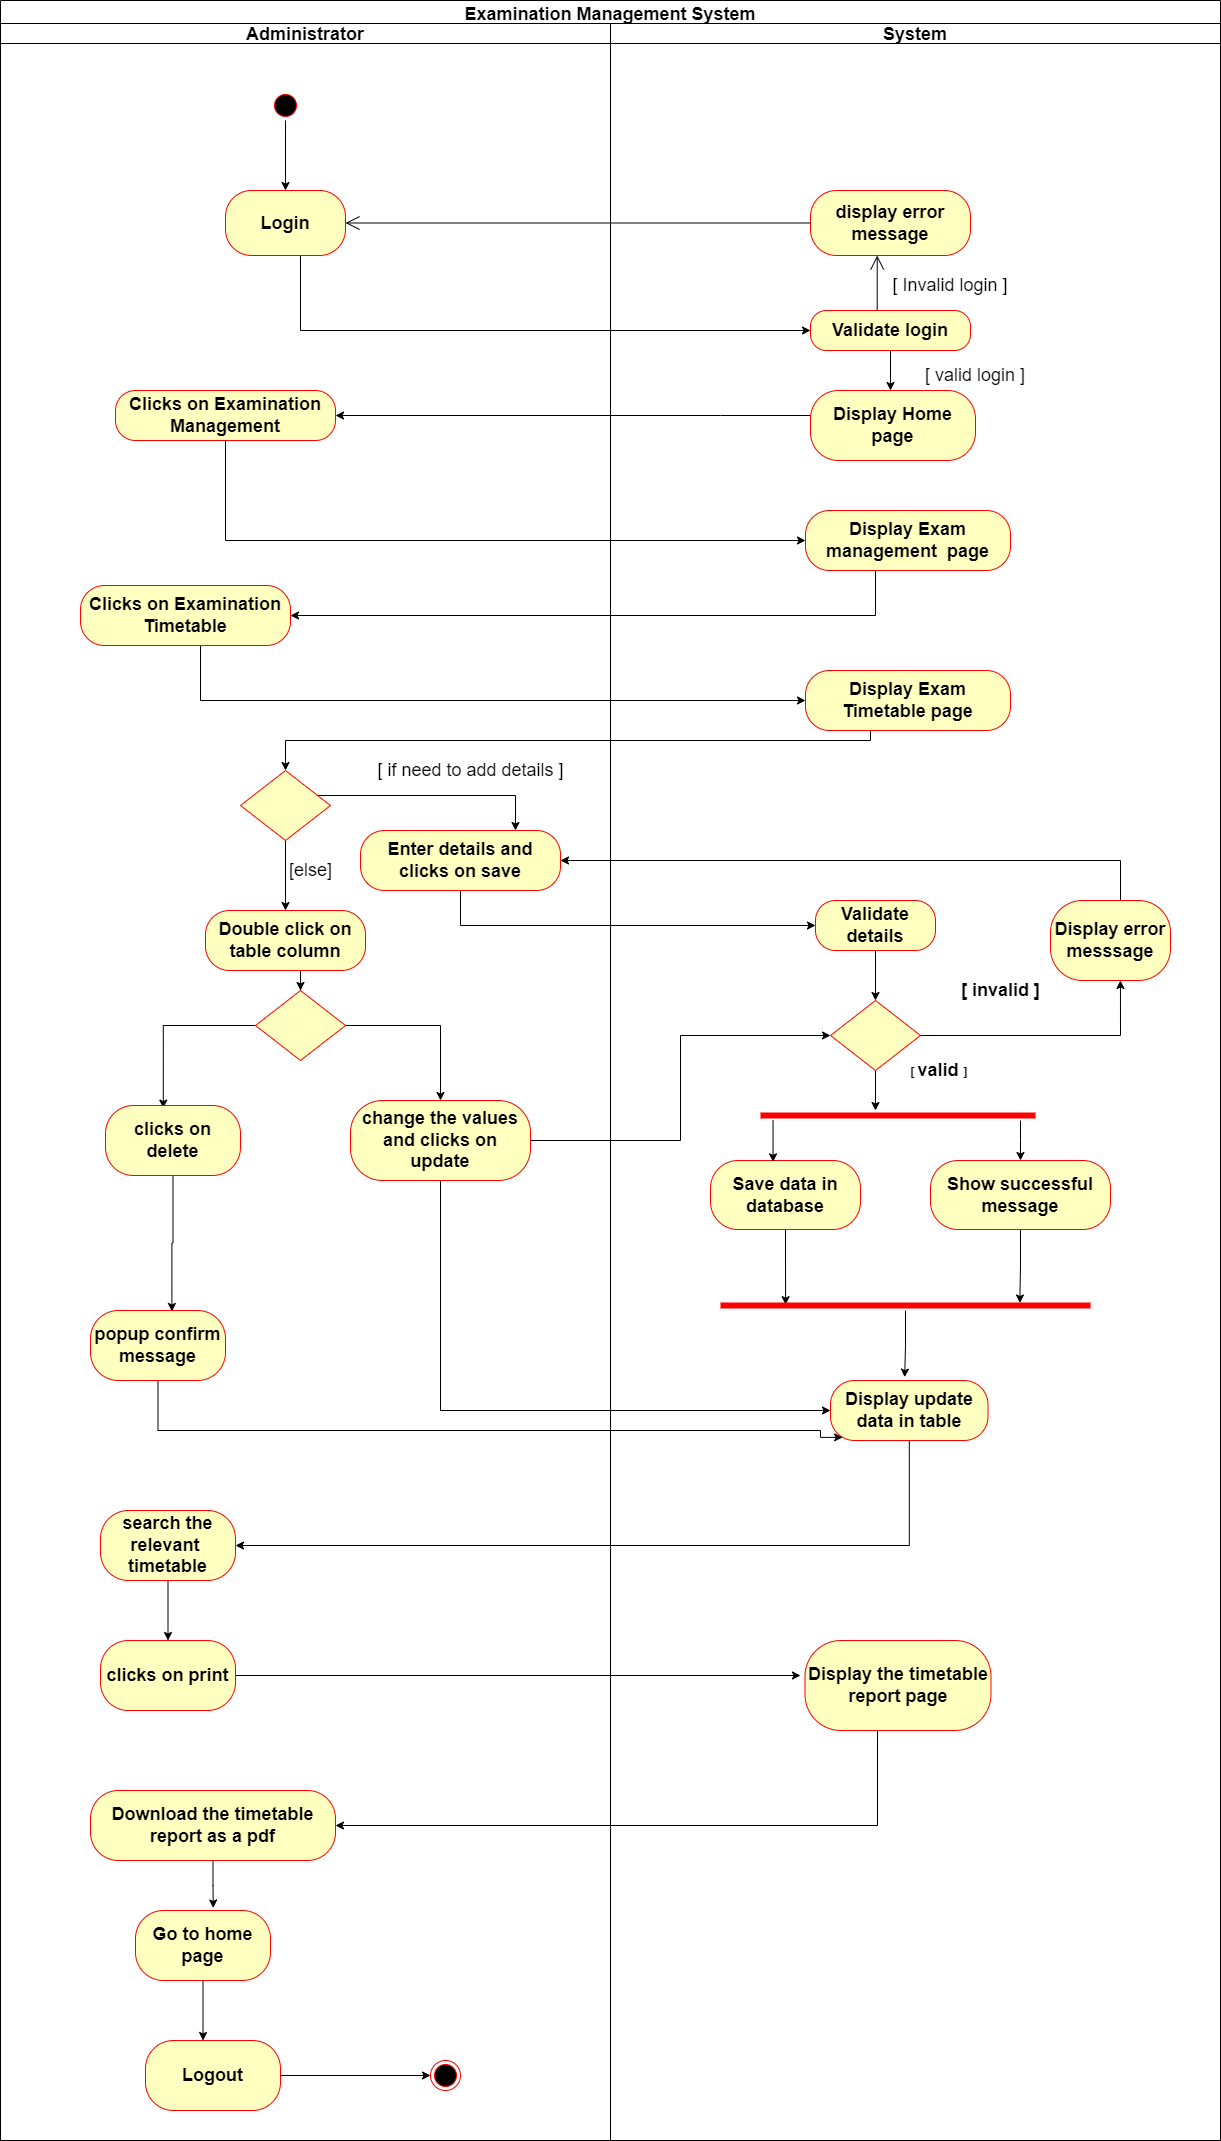 Examination Management System
Administrator
System
Login
display error
message
[ Invalid login ]
Validate login
[ valid login ]
Clicks on Examination
Management
Display Home
page
Display Exam
management  page
Clicks on Examination
Timetable
Display Exam
Timetable page
[ if need to add details ]
Enter details and
clicks on save
[else]
Double click on
table column
Validate
details
Display error
messsage
[ invalid ]
[ valid ]
clicks on
delete
change the values
and clicks on
update
Save data in
database
Show successful
message
popup confirm
message
Display update
data in table
search the
relevant
timetable
clicks on print
Display the timetable
report page
Download the timetable
report as a pdf
Go to home
page
Logout